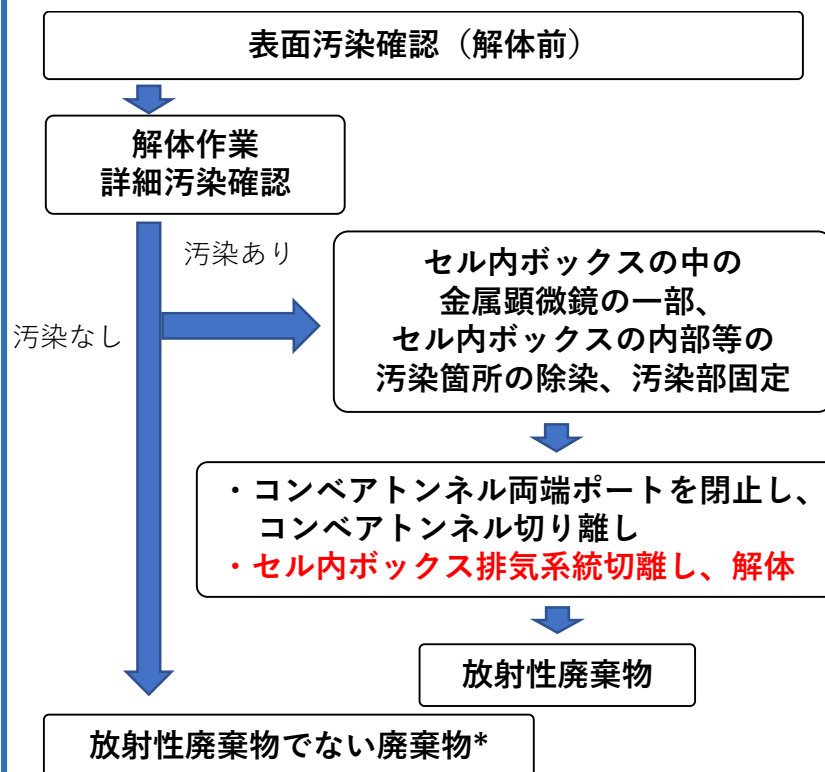 表面汚染確認（解体前）
解体作業
詳細汚染確認
汚染あり
汚染なし
セル内ボックスの中の
金属顕微鏡の一部、
セル内ボックスの内部等の
汚染箇所の除染、汚染部固定
・コンベアトンネル両端ポートを閉止し、
コンベアトンネル切り離し
・セル内ボックス排気系統切離し、解体
放射性廃棄物
放射性廃棄物でない廃棄物*